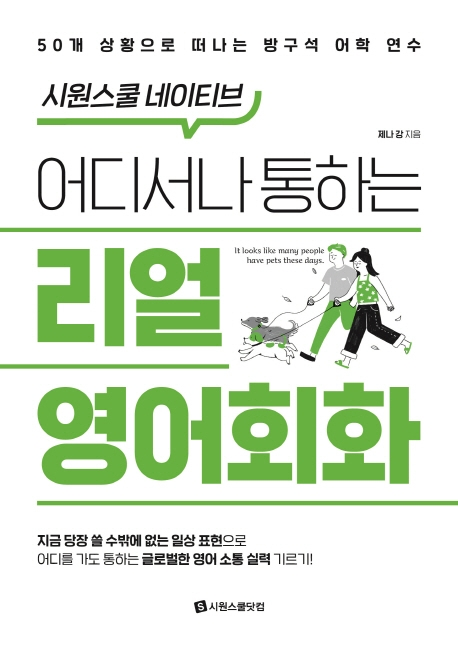 50개 상황으로 떠나는 방구석 어학 연수
시원스쿨 네이티브
제나 강 지음
어디서나 통하는
리얼
It looks like many people
have pets these days.
영어회화
지금 당장 쓸 수밖에 없는 일상 표현으로
어디를 가도 통하는 글로벌한 영어 소통 실력 기르기!
S 시원스쿨닷컴